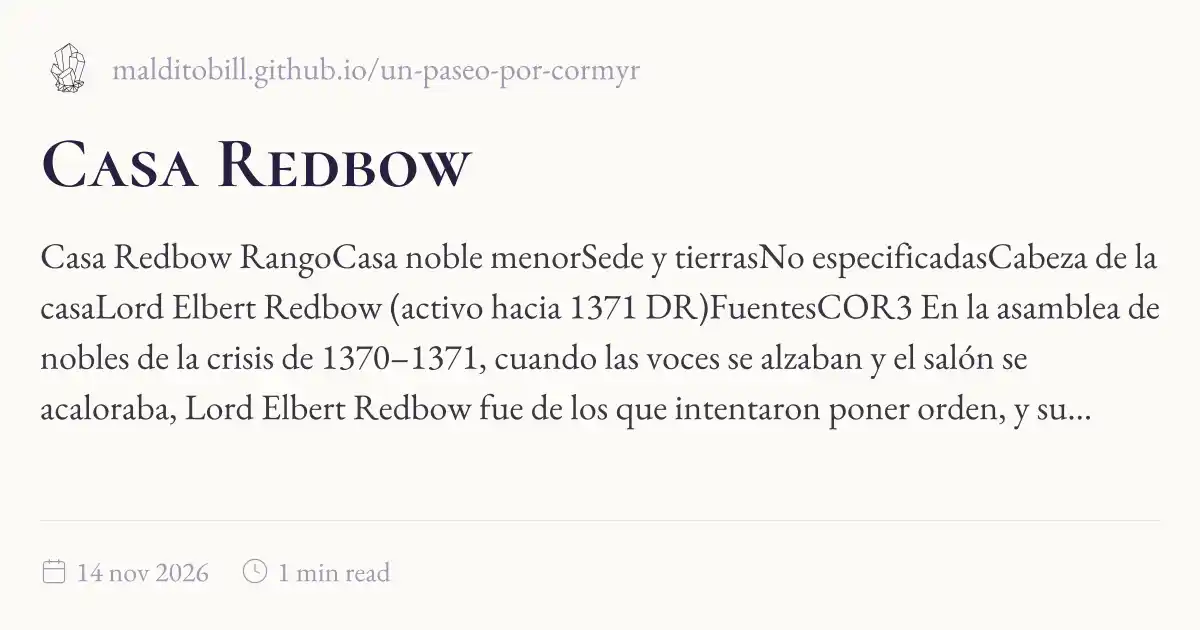 malditobill.github.io/un-paseo-por-cormyr
Casa Redbow
Casa Redbow RangoCasa noble menorSede y tierrasNo especificadasCabeza de la
casaLord Elbert Redbow (activo hacia 1371 DR)FuentesCOR3 En la asamblea de
nobles de la crisis de 1370–1371, cuando las voces se alzaban y el salón se
acaloraba, Lord Elbert Redbow fue de los que intentaron poner orden, y su...
14 nov 2026
1 min read